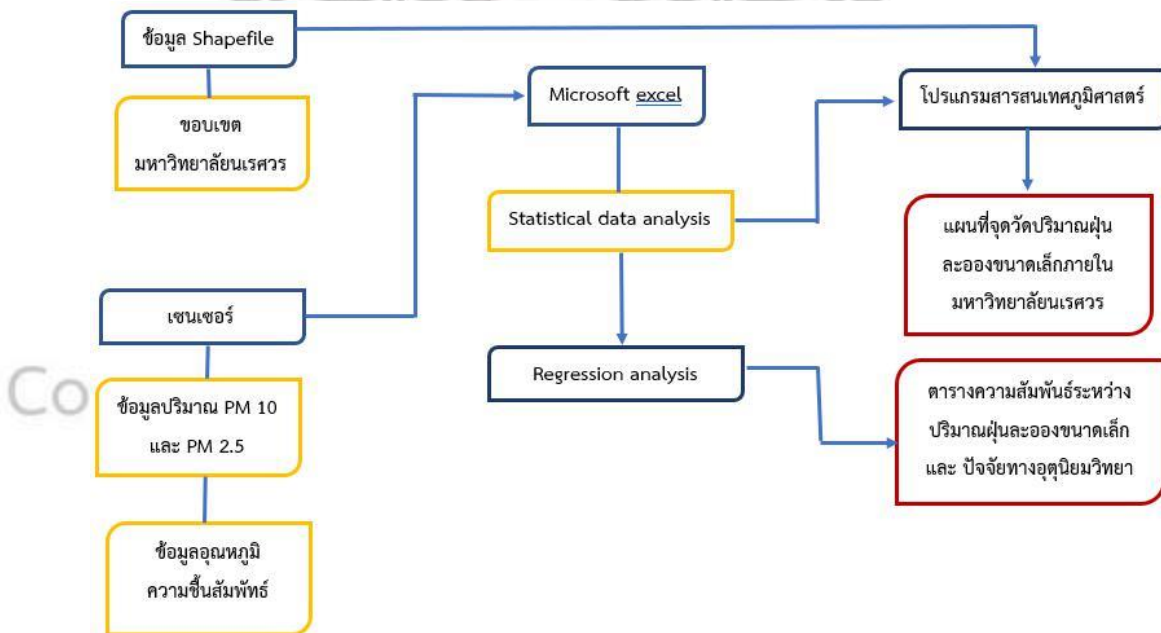 ข้อมูล Shapefile
ขอบเขต
มหาวิทยาลัยนเรศวร
Microsoft excel
โปรแกรมสารสนเทศภูมิศาสตร์
Statistical data analysis
แผนที่จุดวัดปริมาณฝุ่น
ละอองขนาดเล็กภายใน
มหาวิทยาลัยนเรศวร
เซนเซอร์
Regression analysis
ข้อมูลปริมาณ PM 10
และ PM 2.5
ตารางความสัมพันธ์ระหว่าง
ปริมาณฝุ่นละอองขนาดเล็ก
และ ปัจจัยทางอุตุนิยมวิทยา
ข้อมูลอุณหภูมิ
ความชื้นสัมพัทธ์
Co